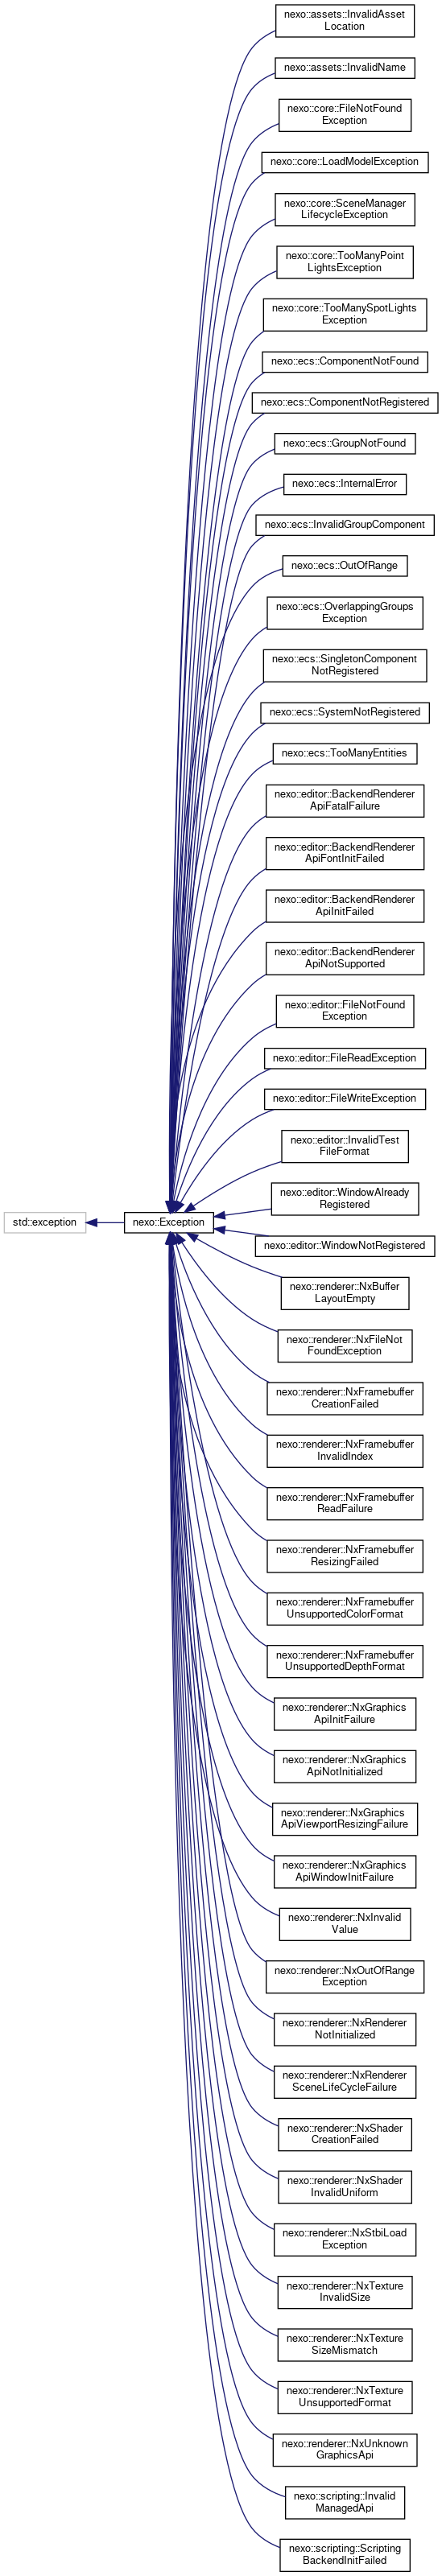 nexo::assets::InvalidAsset
Location
nexo::assets::InvalidName
nexo::core::FileNotFound
Exception
nexo::core::LoadModelException
nexo::core::SceneManager
LifecycleException
nexo::core::TooManyPoint
LightsException
nexo::core::TooManySpotLights
Exception
nexo::ecs::ComponentNotFound
nexo::ecs::ComponentNotRegistered
nexo::ecs::GroupNotFound
nexo::ecs::InternalError
nexo::ecs::InvalidGroupComponent
nexo::ecs::OutOfRange
nexo::ecs::OverlappingGroups
Exception
nexo::ecs::SingletonComponent
NotRegistered
nexo::ecs::SystemNotRegistered
nexo::ecs::TooManyEntities
nexo::editor::BackendRenderer
ApiFatalFailure
nexo::editor::BackendRenderer
ApiFontInitFailed
nexo::editor::BackendRenderer
ApiInitFailed
nexo::editor::BackendRenderer
ApiNotSupported
nexo::editor::FileNotFound
Exception
nexo::editor::FileReadException
nexo::editor::FileWriteException
nexo::editor::InvalidTest
FileFormat
nexo::editor::WindowAlready
Registered
std::exception
nexo::Exception
nexo::editor::WindowNotRegistered
nexo::renderer::NxBuffer
LayoutEmpty
nexo::renderer::NxFileNot
FoundException
nexo::renderer::NxFramebuffer
CreationFailed
nexo::renderer::NxFramebuffer
InvalidIndex
nexo::renderer::NxFramebuffer
ReadFailure
nexo::renderer::NxFramebuffer
ResizingFailed
nexo::renderer::NxFramebuffer
UnsupportedColorFormat
nexo::renderer::NxFramebuffer
UnsupportedDepthFormat
nexo::renderer::NxGraphics
ApiInitFailure
nexo::renderer::NxGraphics
ApiNotInitialized
nexo::renderer::NxGraphics
ApiViewportResizingFailure
nexo::renderer::NxGraphics
ApiWindowInitFailure
nexo::renderer::NxInvalid
Value
nexo::renderer::NxOutOfRange
Exception
nexo::renderer::NxRenderer
NotInitialized
nexo::renderer::NxRenderer
SceneLifeCycleFailure
nexo::renderer::NxShader
CreationFailed
nexo::renderer::NxShader
InvalidUniform
nexo::renderer::NxStbiLoad
Exception
nexo::renderer::NxTexture
InvalidSize
nexo::renderer::NxTexture
SizeMismatch
nexo::renderer::NxTexture
UnsupportedFormat
nexo::renderer::NxUnknown
GraphicsApi
nexo::scripting::Invalid
ManagedApi
nexo::scripting::Scripting
BackendInitFailed